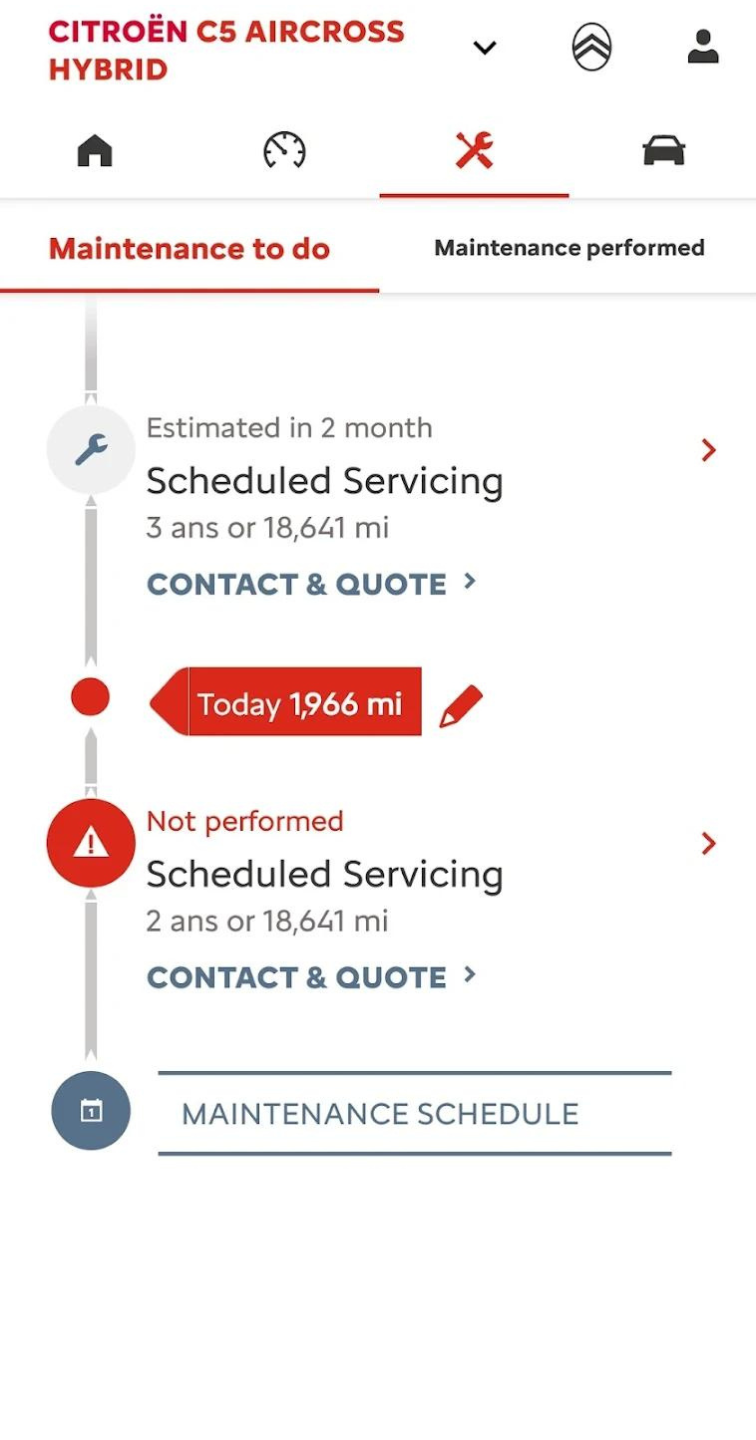 CITROËN C5 AIRCROSS
HYBRID
Maintenance to do
Maintenance performed
Estimated in 2 month
Scheduled Servicing
3 ans or 18,641 mi
CONTACT & QUOTE >
Today 1,966 mi
Not performed
Scheduled Servicing
2 ans or 18,641 mi
CONTACT & QUOTE >
1
MAINTENANCE SCHEDULE